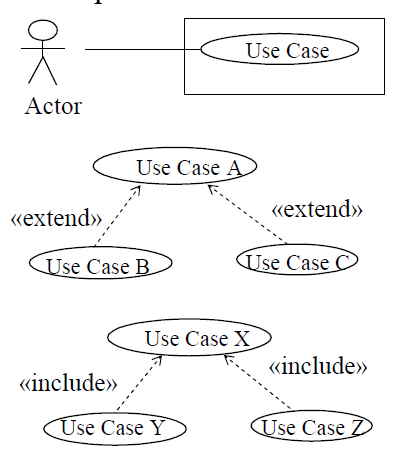 Use Case
Actor
Use Case A
«extend»
«extend»
Use Case B
Use Case C
Use Case X
«include»
«include»
Use Case Y
Use Case Z